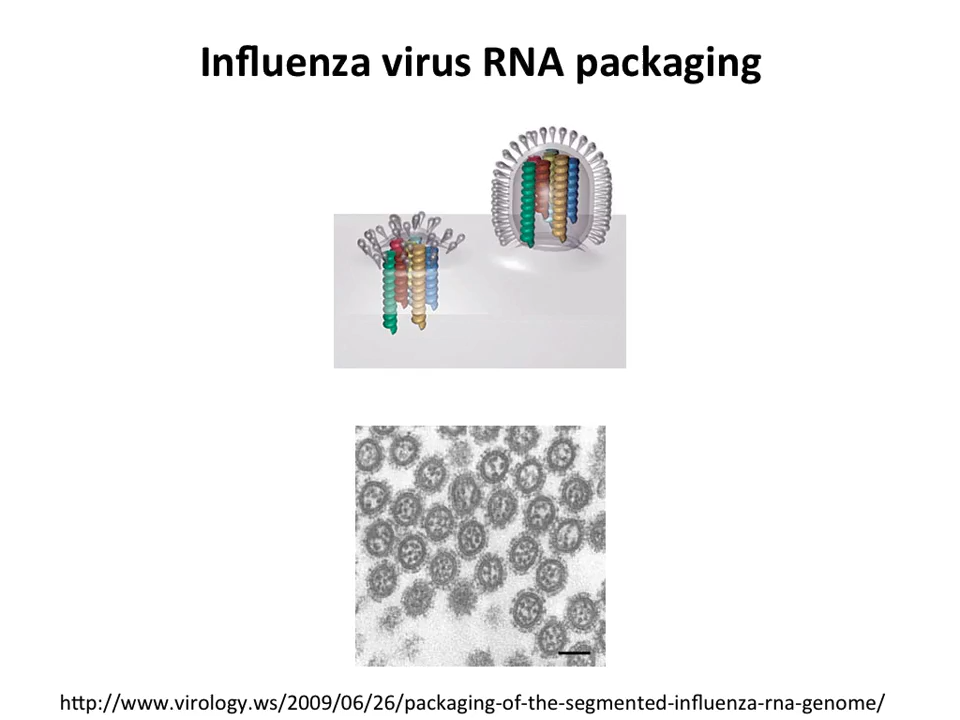 Influenza virus RNA packaging
http://www.virology.ws/2009/06/26/packaging-of-the-segmented-influenza-rna-genome/